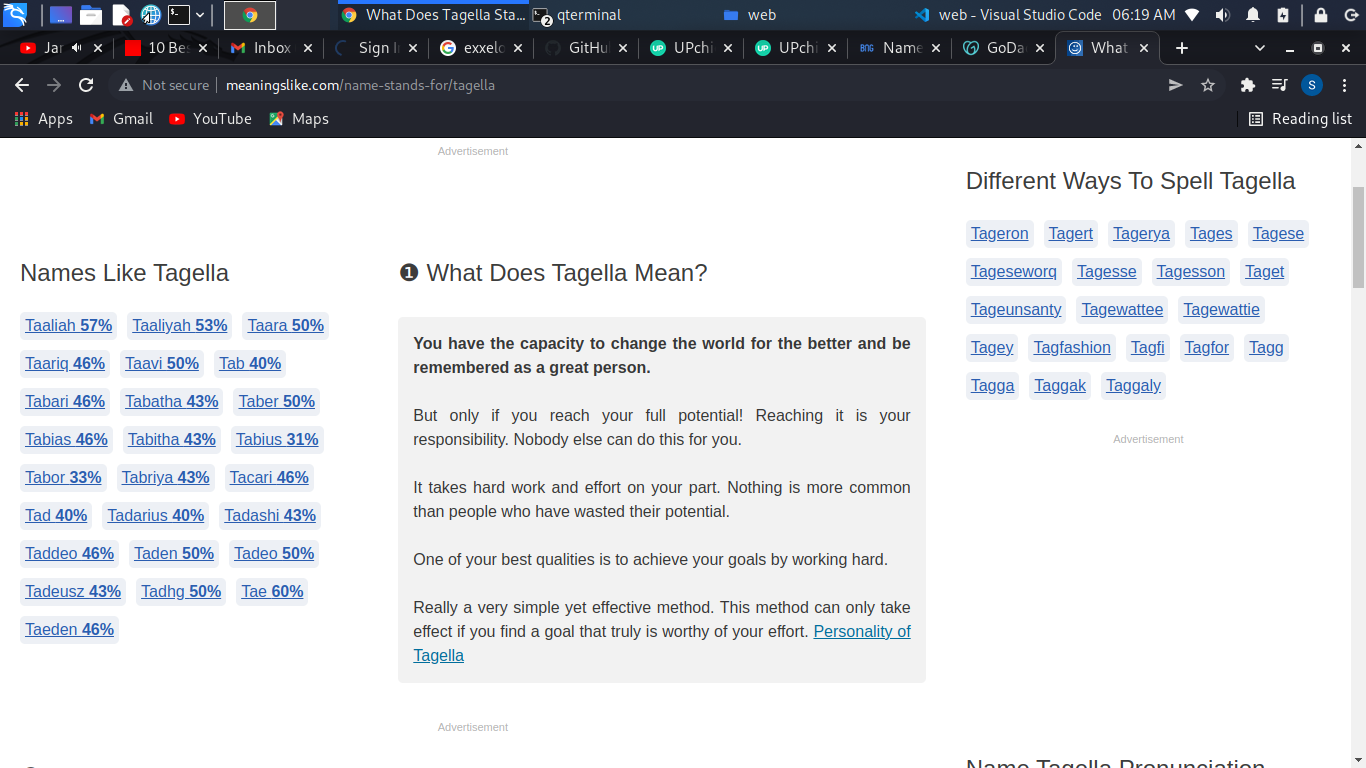 What Does Tagella Sta...
2
qterminal
web
web - Visual Studio Code
06:19 AM
Jar
10 Bes
Inbox
Sign I
exxelo
GitHu
UP
UPchi
UP
UPchi
BNG
Name
GoDa
What
Not secure
meaningslike.com/name-stands-for/tagella
S
Apps
Gmail
YouTube
Maps
Reading list
Advertisement
Names Like Tagella
Taaliah 57% Taaliyah 53% Taara 50%
Taariq 46% Taavi 50% Tab 40%
Tabari 46% Tabatha 43% Taber 50%
Tabias 46% Tabitha 43% Tabius 31%
Tabor 33% Tabriya 43% Tacari 46%
Tad 40% Tadarius 40% Tadashi 43%
Taddeo 46% Taden 50% Tadeo 50%
Tadeusz 43% Tadhg 50% Tae 60%
Taeden 46%
❶ What Does Tagella Mean?
You have the capacity to change the world for the better and be
remembered as a great person.
But only if you reach your full potential! Reaching it is your
responsibility. Nobody else can do this for you.
It takes hard work and effort on your part. Nothing is more common
than people who have wasted their potential.
One of your best qualities is to achieve your goals by working hard.
Really a very simple yet effective method. This method can only take
effect if you find a goal that truly is worthy of your effort. Personality of
Tagella
Advertisement
Different Ways To Spell Tagella
Tageron Tagert Tagerya Tages Tagese
Tageseworq Tagesse Tagesson Taget
Tageunsanty Tagewattee Tagewattie
Tagey Tagfashion Tagfi Tagfor Tagg
Tagga Taggak Taggaly
Advertisement
Name Tagella Pronunciation